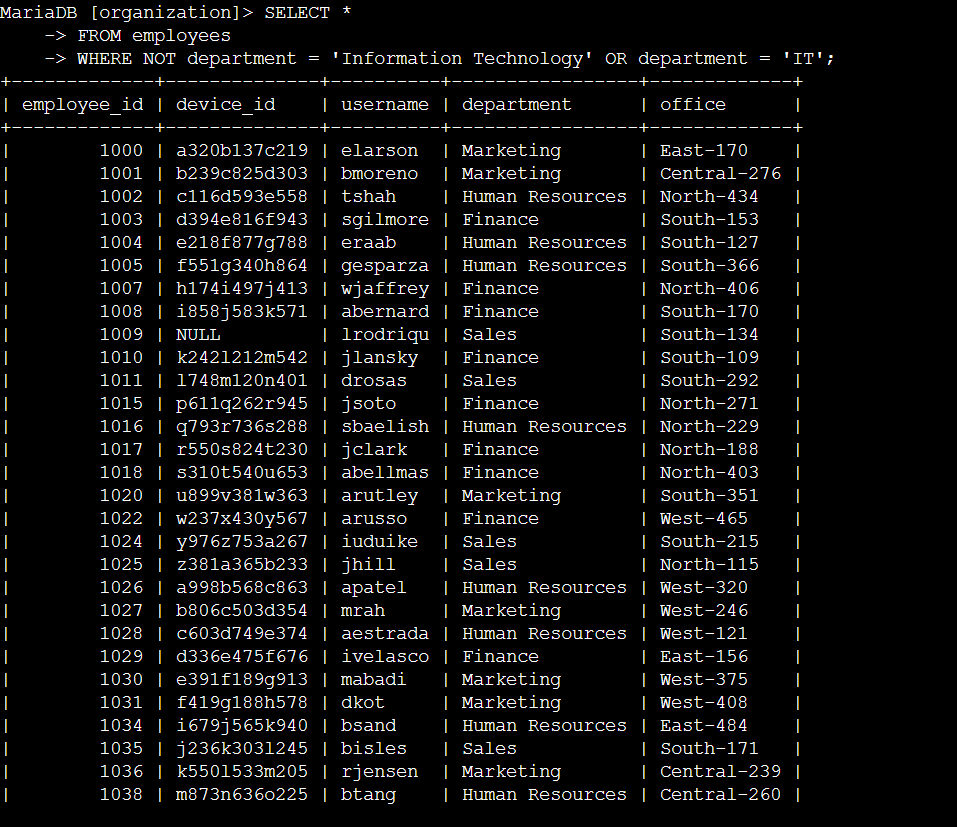 MariaDB [organization]> SELECT *
    -> FROM employees
    -> WHERE NOT department = 'Information Technology' OR department = 'IT';
+-------------+--------------+----------+-----------------+-------------+
| employee_id | device_id    | username | department      | office      |
+-------------+--------------+----------+-----------------+-------------+
|        1000 | a320b137c219 | elarson  | Marketing       | East-170    |
|        1001 | b239c825d303 | bmoreno  | Marketing       | Central-276 |
|        1002 | c116d593e558 | tshah    | Human Resources | North-434   |
|        1003 | d394e816f943 | sgilmore | Finance         | South-153   |
|        1004 | e218f877g788 | eraab    | Human Resources | South-127   |
|        1005 | f551g340h864 | gesparza | Human Resources | South-366   |
|        1007 | h174i497j413 | wjaffrey | Finance         | North-406   |
|        1008 | i858j583k571 | abernard | Finance         | South-170   |
|        1009 | NULL         | lrodriqu | Sales           | South-134   |
|        1010 | k242l212m542 | jlansky  | Finance         | South-109   |
|        1011 | l748m120n401 | drosas   | Sales           | South-292   |
|        1015 | p611q262r945 | jsoto    | Finance         | North-271   |
|        1016 | q793r736s288 | sbaelish | Human Resources | North-229   |
|        1017 | r550s824t230 | jclark   | Finance         | North-188   |
|        1018 | s310t540u653 | abellmas | Finance         | North-403   |
|        1020 | u899v381w363 | arutley  | Marketing       | South-351   |
|        1022 | w237x430y567 | arusso   | Finance         | West-465    |
|        1024 | y976z753a267 | iuduike  | Sales           | South-215   |
|        1025 | z381a365b233 | jhill    | Sales           | North-115   |
|        1026 | a998b568c863 | apatel   | Human Resources | West-320    |
|        1027 | b806c503d354 | mrah     | Marketing       | West-246    |
|        1028 | c603d749e374 | aestrada | Human Resources | West-121    |
|        1029 | d336e475f676 | ivelasco | Finance         | East-156    |
|        1030 | e391f189g913 | mabadi   | Marketing       | West-375    |
|        1031 | f419g188h578 | dkot     | Marketing       | West-408    |
|        1034 | i679j565k940 | bsand    | Human Resources | East-484    |
|        1035 | j236k303l245 | bisles   | Sales           | South-171   |
|        1036 | k550l533m205 | rjensen  | Marketing       | Central-239 |
|        1038 | m873n636o225 | btang    | Human Resources | Central-260 |